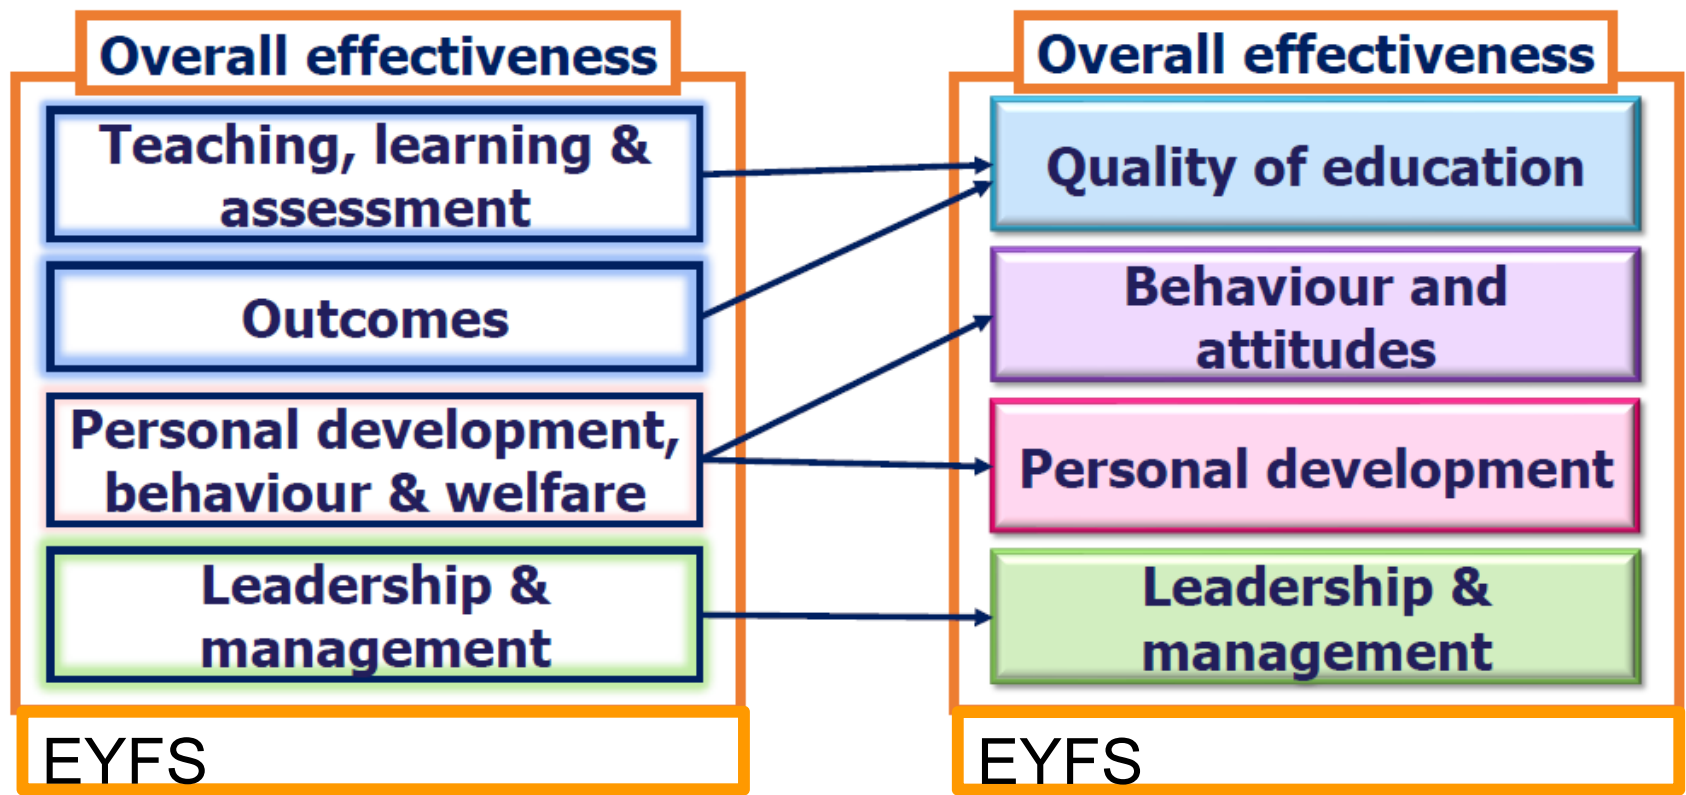 Overall effectiveness
Teaching, learning &
assessment
Outcomes
Personal development,
behaviour & welfare
Leadership &
management
EYFS
Overall effectiveness
Quality of education
Behaviour and
attitudes
Personal development
Leadership &
management
EYFS